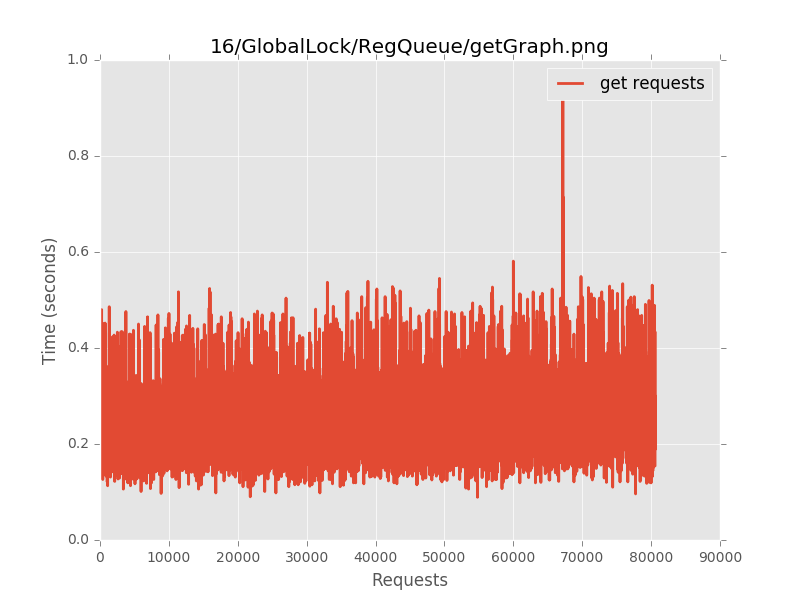 16/GlobalLock/RegQueue/getGraph.png
get requests
Time (seconds)
1.0
0.8
0.6
0.4
0.2
0.0
0 10000 20000 30000 40000 50000 60000 70000 80000 90000
Requests